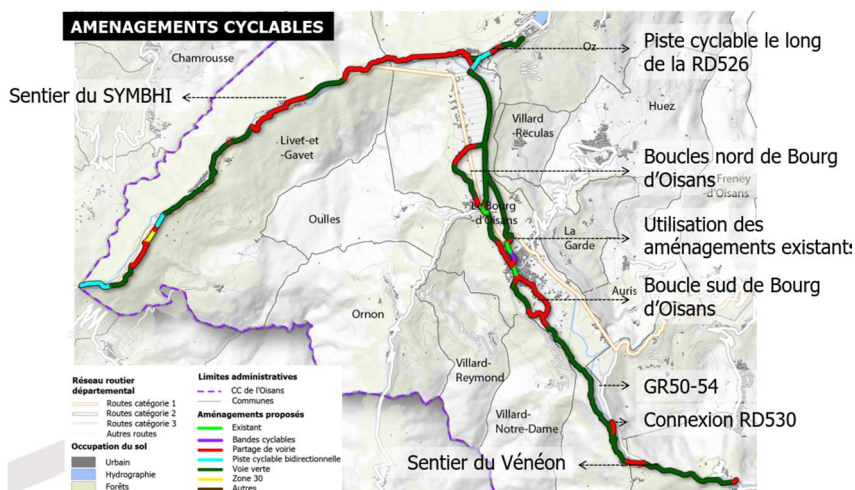 AMENAGEMENTS CYCLABLES
Chamrousse
Oz
Piste cyclable le long
de la RD526
Sentier du SYMBHI
Huez
Villard
-Réculas
Livet-et
-Gavet
Boucles nord de Bourg
d'Oisans
Freney
-d'Oisans
Le Bourg
-d'Oisans
Oulles
La
Garde
Utilisation des
aménagements existants
Auris
Boucle sud de Bourg
d'Oisans
Ornon
Villard-
Reymond
GR50-54
Villard-
Notre-Dame
Connexion RD530
Sentier du Vénéon
Réseau routier
départemental
Routes catégorie 1
Routes catégorie 2
Routes catégorie 3
Autres routes
Occupation du sol
Urbain
Hydrographie
Forêts
Limites administratives
CC de l'Oisans
Communes
Aménagements proposés
Existant
Bandes cyclables
Partage de voirie
Piste cyclable bidirectionnelle
Voie verte
Zone 30
Autres